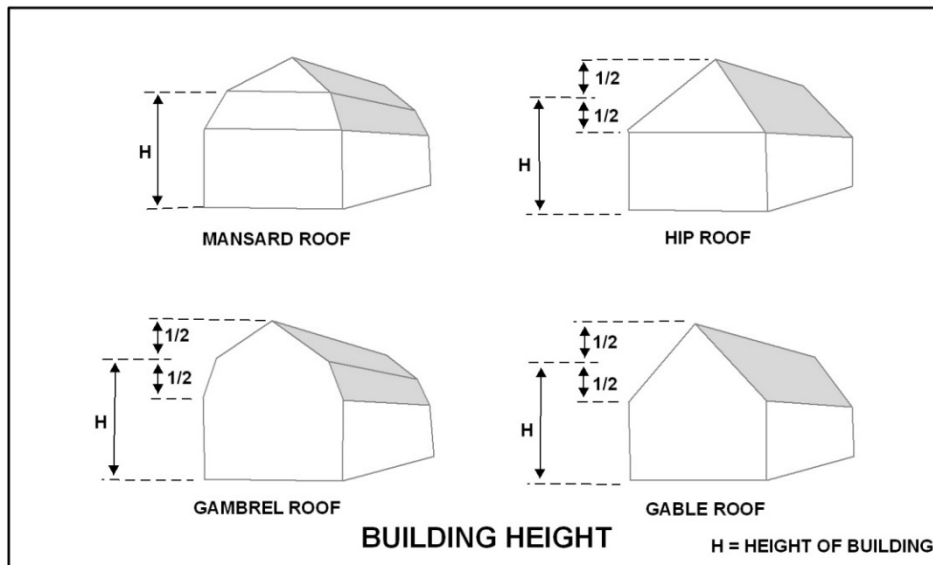 1/2
1/2
H
H
MANSARD ROOF
HIP ROOF
1/2
1/2
1/2
1/2
H
H
GAMBREL ROOF
GABLE ROOF
BUILDING HEIGHT
H = HEIGHT OF BUILDING